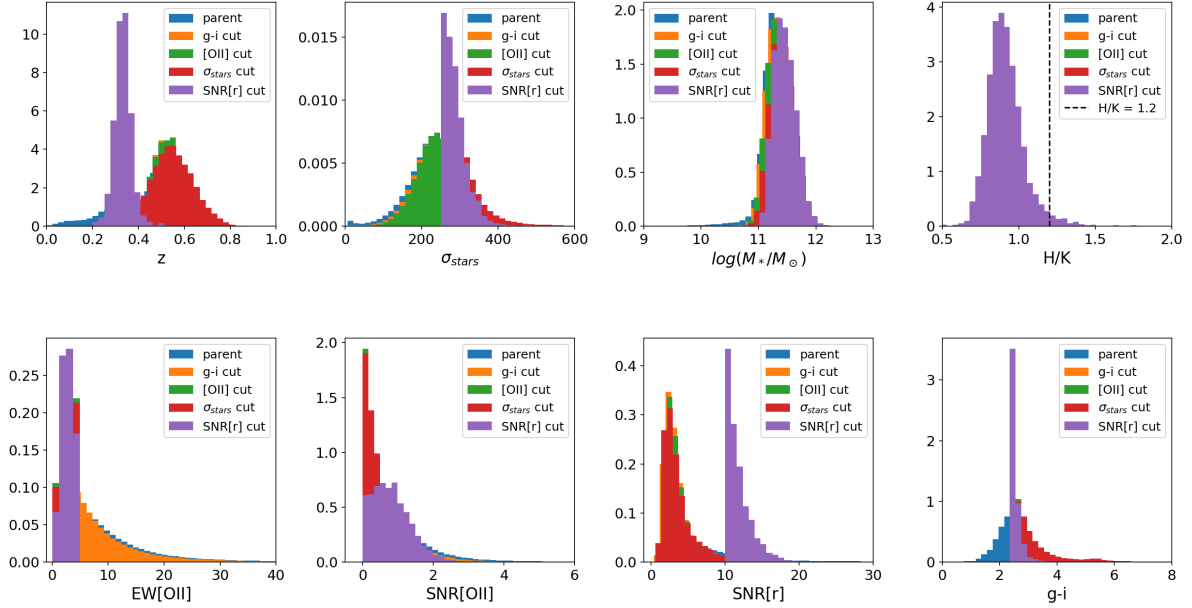 parent
g-i cut
[OII] cut
σstars cut
SNR[r] cut
0
2
4
6
8
10
0.0 0.2 0.4 0.6 0.8 1.0
z
parent
g-i cut
[OII] cut
σstars cut
SNR[r] cut
0.000
0.005
0.010
0.015
0 200 400 600
σstars
parent
g-i cut
[OII] cut
σstars cut
SNR[r] cut
0.0
0.5
1.0
1.5
2.0
9 10 11 12 13
log(M*/M⊙)
parent
g-i cut
[OII] cut
σstars cut
SNR[r] cut
H/K = 1.2
0
1
2
3
4
0.5 1.0 1.5 2.0
H/K
parent
g-i cut
[OII] cut
σstars cut
SNR[r] cut
0.00
0.05
0.10
0.15
0.20
0.25
0 10 20 30 40
EW[OII]
parent
g-i cut
[OII] cut
σstars cut
SNR[r] cut
0.0
0.5
1.0
1.5
2.0
0 2 4 6
SNR[OII]
parent
g-i cut
[OII] cut
σstars cut
SNR[r] cut
0.0
0.1
0.2
0.3
0.4
0 10 20 30
SNR[r]
parent
g-i cut
[OII] cut
σstars cut
SNR[r] cut
0
1
2
3
0 2 4 6 8
g-i